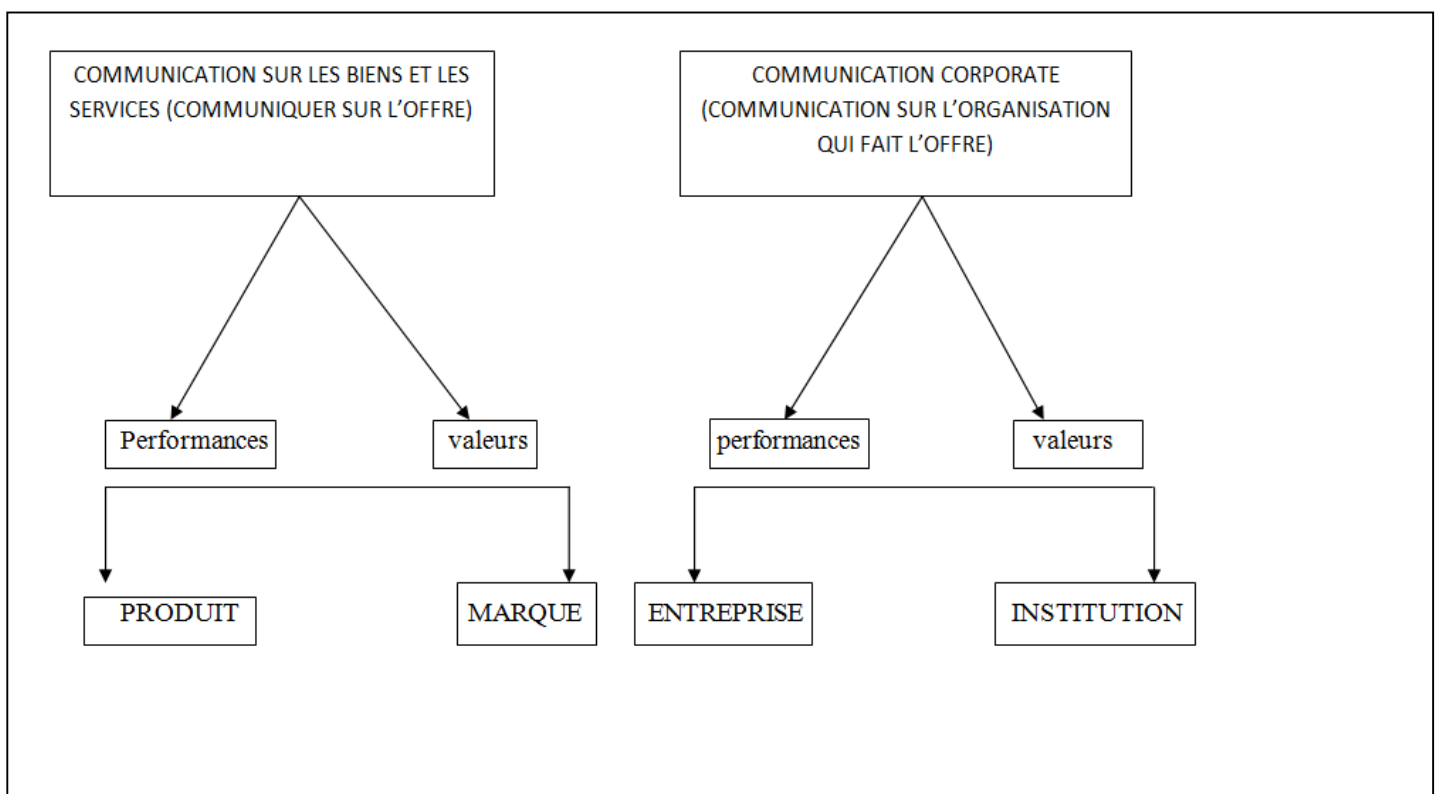 COMMUNICATION SUR LES BIENS ET LES
SERVICES (COMMUNIQUER SUR L’OFFRE)
COMMUNICATION CORPORATE
(COMMUNICATION SUR L’ORGANISATION
QUI FAIT L’OFFRE)
Performances
valeurs
performances
valeurs
PRODUIT
MARQUE
ENTREPRISE
INSTITUTION